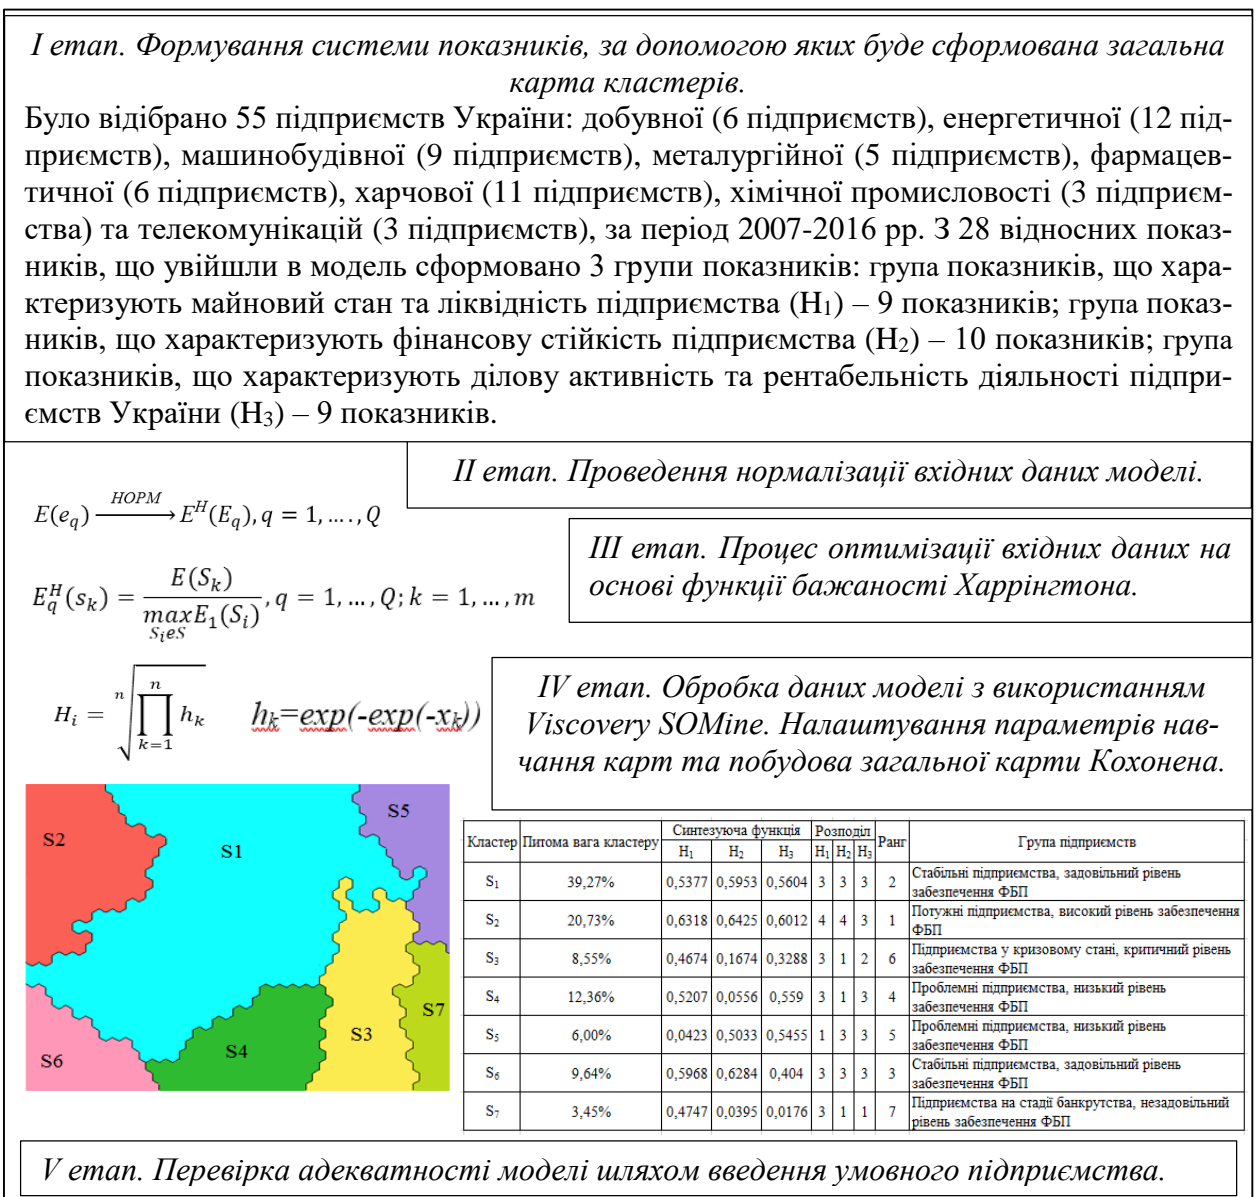 I етап. Формування системи показників, за допомогою яких буде сформована загальна
карта кластерів.
Було відібрано 55 підприємств України: добувної (6 підприємств), енергетичної (12 під-
приємств), машинобудівної (9 підприємств), металургійної (5 підприємств), фармацев-
тичної (6 підприємств), харчової (11 підприємств), хімічної промисловості (3 підприєм-
ства) та телекомунікацій (3 підприємств), за період 2007-2016 рр. З 28 відносних показ-
ників, що увійшли в модель сформовано 3 групи показників: група показників, що хара-
ктеризують майновий стан та ліквідність підприємства (H₁) – 9 показників; група показ-
ників, що характеризують фінансову стійкість підприємства (H₂) – 10 показників; група
показників, що характеризують ділову активність та рентабельність діяльності підпри-
ємств України (H₃) – 9 показників.
II етап. Проведення нормалізації вхідних даних моделі.
E(e_q) —НОРМ→ E^H(E_q), q = 1, … . , Q
III етап. Процес оптимізації вхідних даних на
основі функції бажаності Харрінгтона.
E_q^H(s_k) = E(S_k) / max_{S_i e S} E₁(S_i), q = 1, … , Q; k = 1, … , m
IV етап. Обробка даних моделі з використанням
Viscovery SOMine. Налаштування параметрів нав-
чання карт та побудова загальної карти Кохонена.
H_i = ⁿ√∏_{k=1}^{n} h_k h_k=exp(-exp(-x_k))
S2
S1
S5
S7
S3
S4
S6
Кластер Питома вага кластеру Синтезуюча функція Розподіл Ранг Група підприємств
H₁ H₂ H₃ H₁ H₂ H₃
S₁ 39,27% 0,5377 0,5953 0,5604 3 3 3 2 Стабільні підприємства, задовільний рівень
забезпечення ФБП
S₂ 20,73% 0,6318 0,6425 0,6012 4 4 3 1 Потужні підприємства, високий рівень забезпечення
ФБП
S₃ 8,55% 0,4674 0,1674 0,3288 3 1 2 6 Підприємства у кризовому стані, критичний рівень
забезпечення ФБП
S₄ 12,36% 0,5207 0,0556 0,559 3 1 3 4 Проблемні підприємства, низький рівень
забезпечення ФБП
S₅ 6,00% 0,0423 0,5033 0,5455 1 3 3 5 Проблемні підприємства, низький рівень
забезпечення ФБП
S₆ 9,64% 0,5968 0,6284 0,404 3 3 3 3 Стабільні підприємства, задовільний рівень
забезпечення ФБП
S₇ 3,45% 0,4747 0,0395 0,0176 3 1 1 7 Підприємства на стадії банкрутства, незадовільний
рівень забезпечення ФБП
V етап. Перевірка адекватності моделі шляхом введення умовного підприємства.